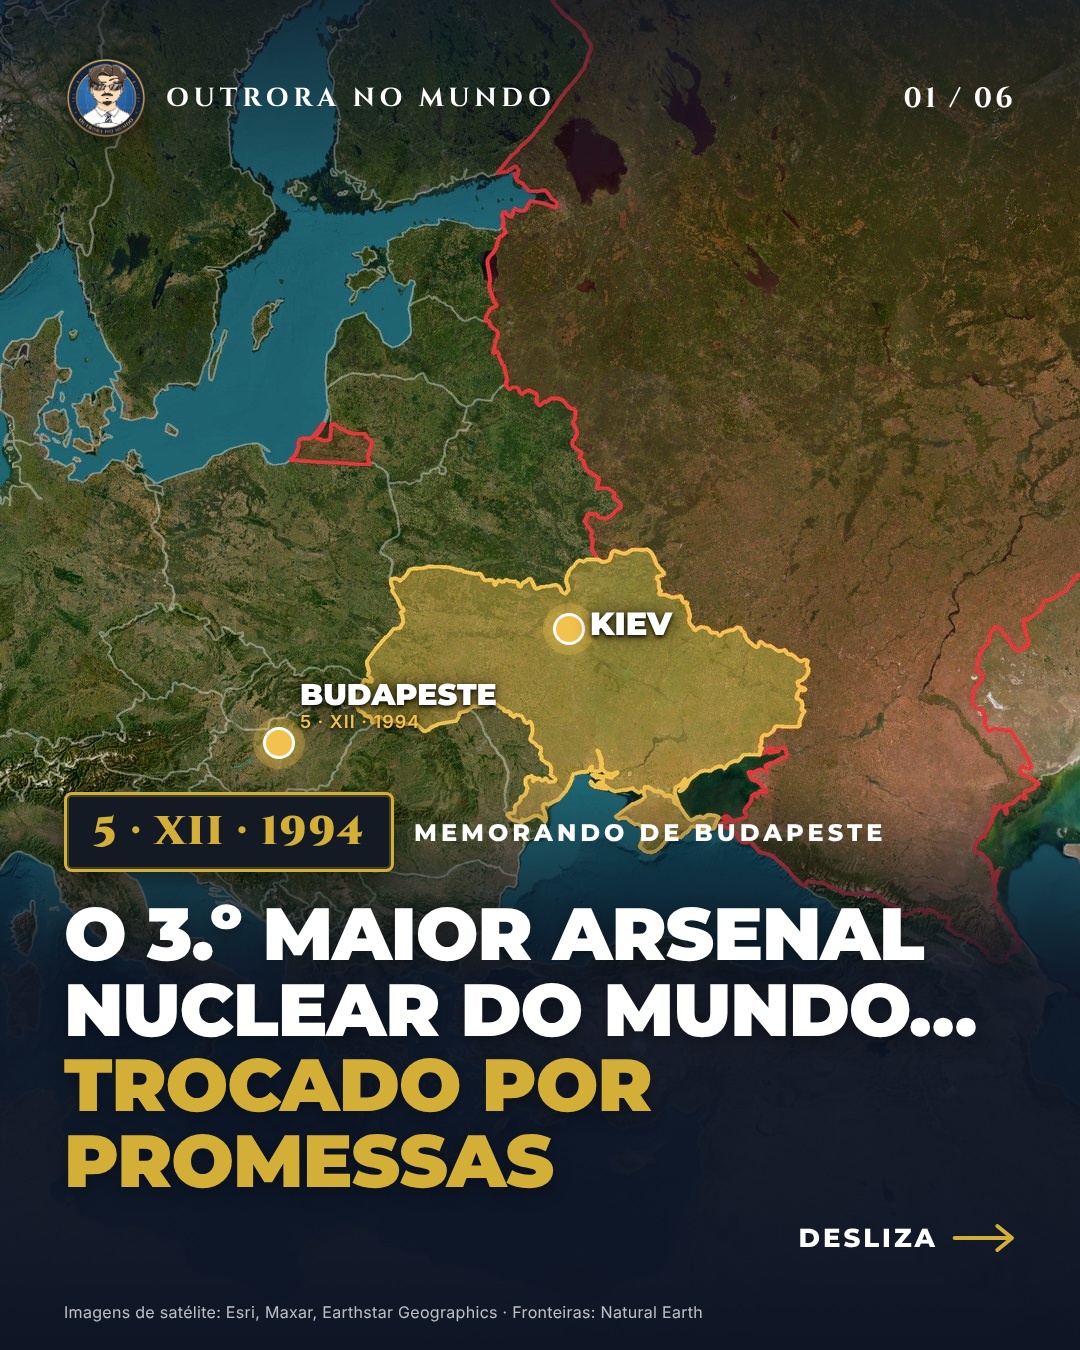 OUTRORA NO MUNDO
01 / 06
KIEV
BUDAPESTE
5 · XII · 1994
5 · XII · 1994
MEMORANDO DE BUDAPESTE
O 3.º MAIOR ARSENAL
NUCLEAR DO MUNDO...
TROCADO POR
PROMESSAS
DESLIZA
Imagens de satélite: Esri, Maxar, Earthstar Geographics · Fronteiras: Natural Earth